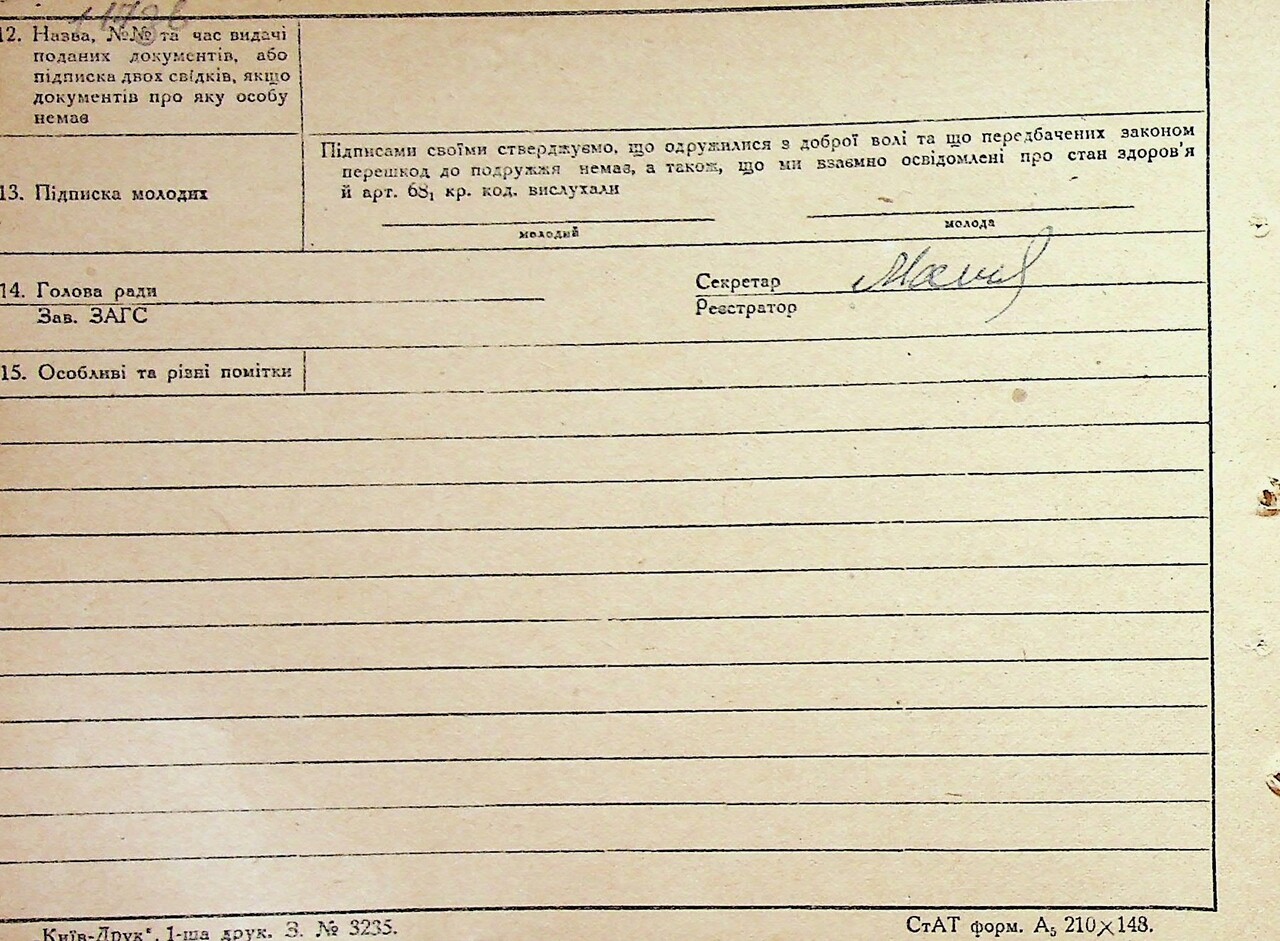 12. Назва, №№ та час видачі
поданих документів, або
підписка двох свідків, якщо
документів про яку особу
немає
13. Підписка молодих
Підписами своїми стверджуємо, що одружилися з доброї волі та що передбачених законом
перешкод до подружжя немає, а також, що ми взаємно освідомлені про стан здоров'я
й арт. 68₁ кр. код. вислухали
молодий
молода
14. Голова ради
Зав. ЗАГС
Секретар
Реєстратор
15. Особливі та різні помітки
Київ-Друк". 1-ша друк. З. № 3235.
СтАТ форм. А₅ 210×148.